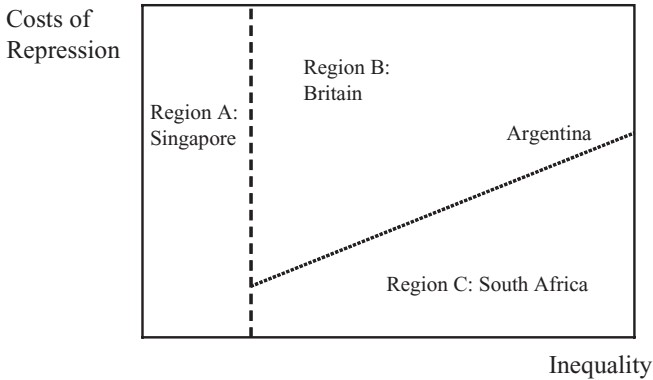 Costs of
Repression
Region B:
Britain
Region A:
Singapore
Argentina
Region C: South Africa
Inequality